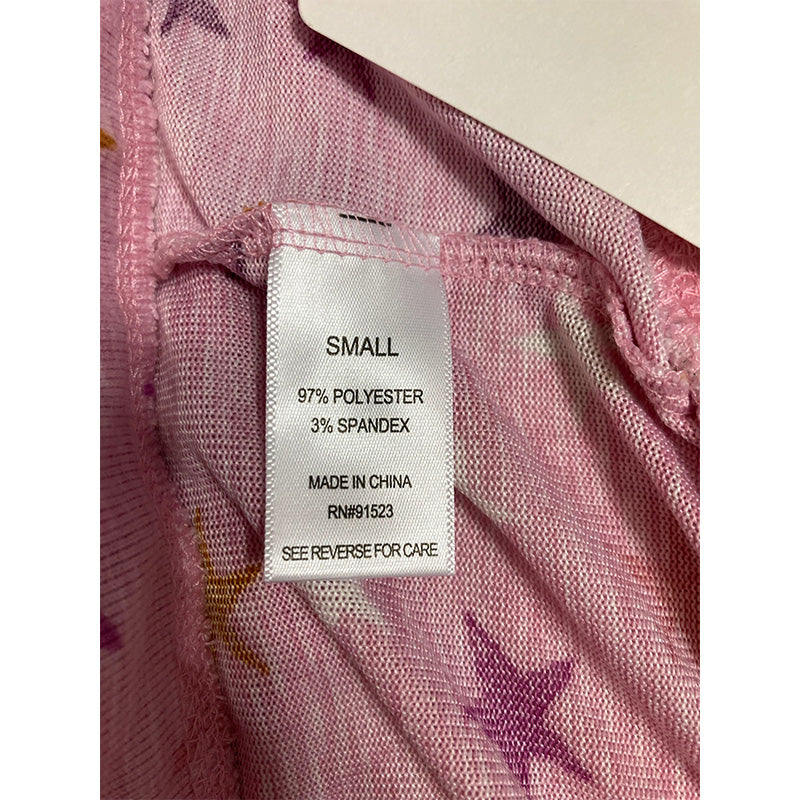 SMALL
97% POLYESTER
3% SPANDEX
MADE IN CHINA
RN#91523
SEE REVERSE FOR CARE